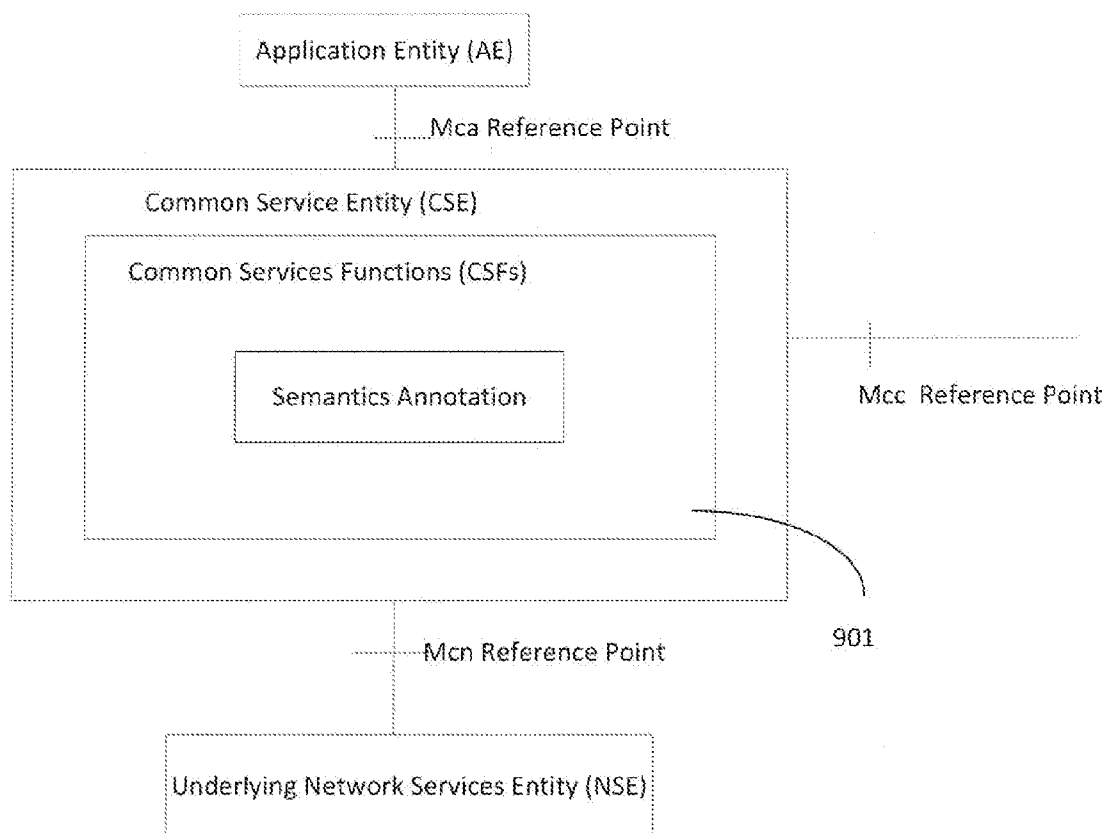 Application Entity (AE)
Mca Reference Point
Common Service Entity (CSE)
Common Services Functions (CSFs)
Semantics Annotation
Mcc Reference Point
901
Mcn Reference Point
Underlying Network Services Entity (NSE)